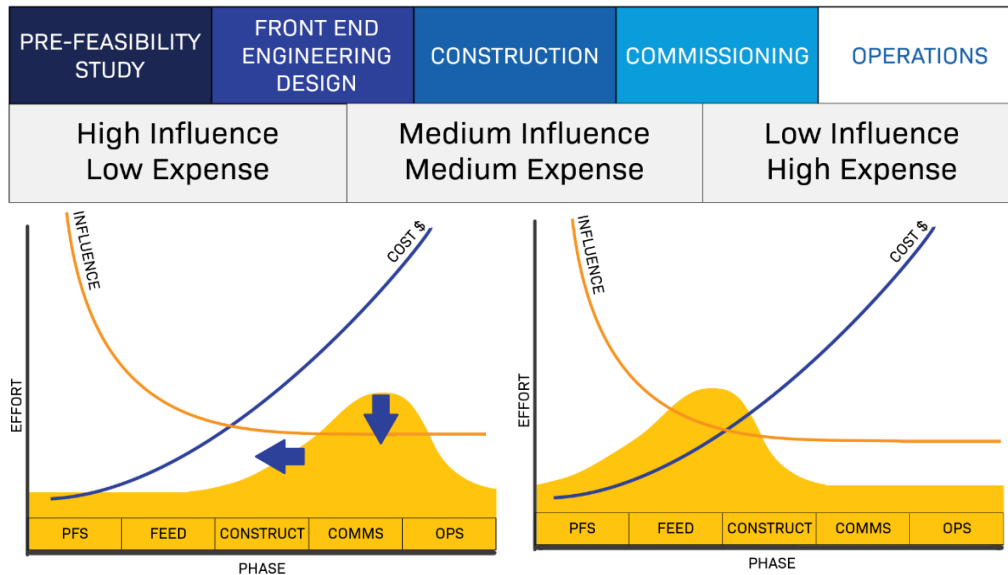 PRE-FEASIBILITY
STUDY
FRONT END
ENGINEERING
DESIGN
CONSTRUCTION
COMMISSIONING
OPERATIONS
High Influence
Low Expense
Medium Influence
Medium Expense
Low Influence
High Expense
INFLUENCE
COST $
EFFORT
PFS
FEED
CONSTRUCT
COMMS
OPS
PHASE
INFLUENCE
COST $
EFFORT
PFS
FEED
CONSTRUCT
COMMS
OPS
PHASE